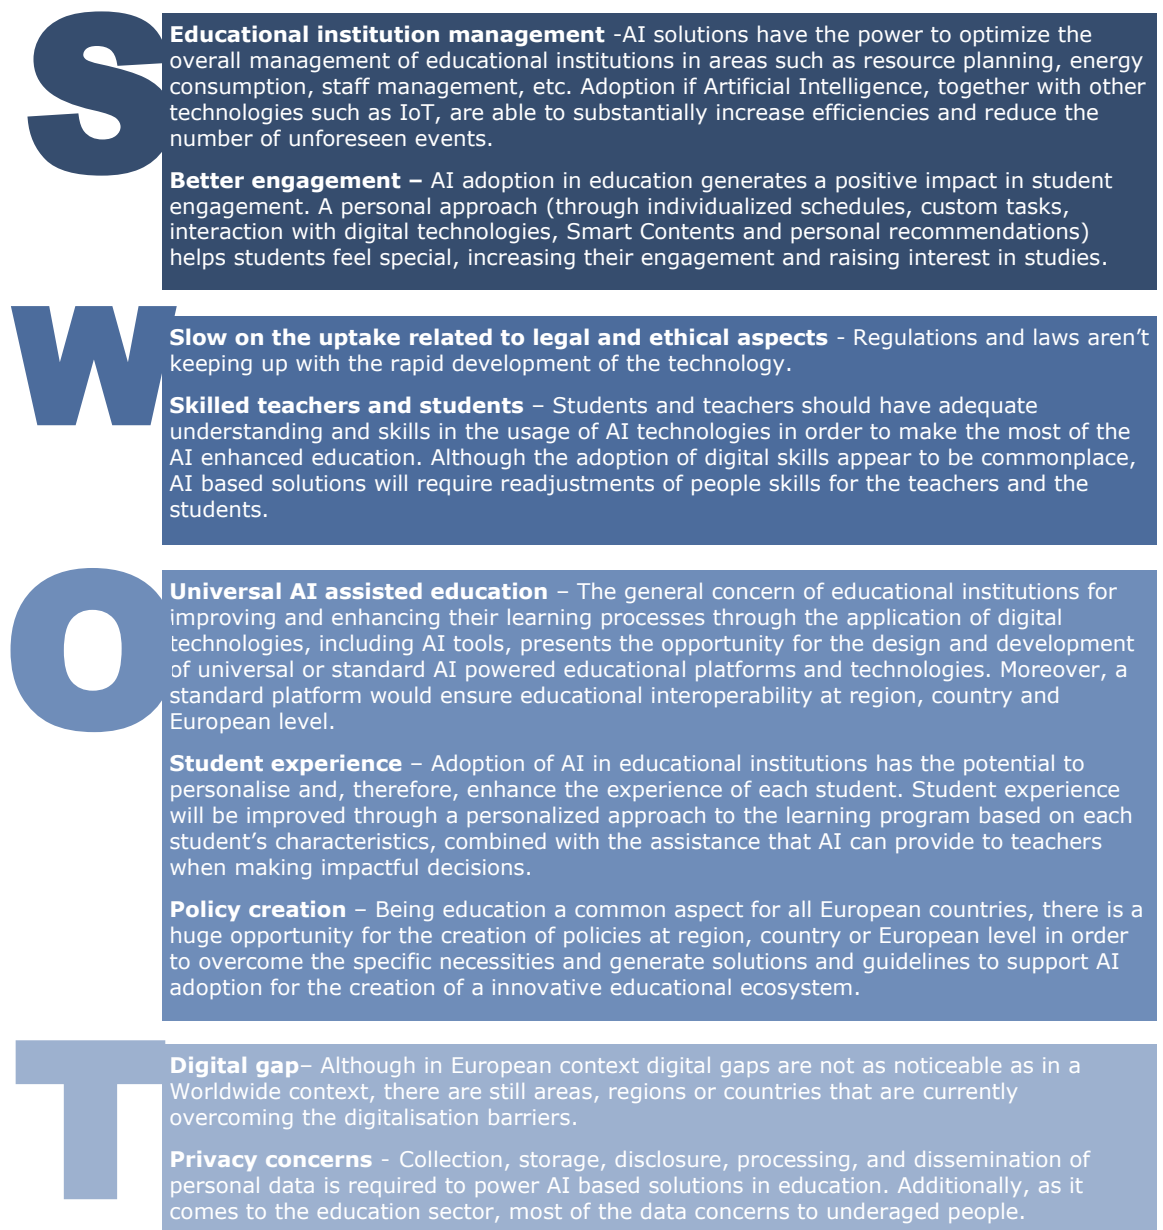 S
Educational institution management -AI solutions have the power to optimize the
overall management of educational institutions in areas such as resource planning, energy
consumption, staff management, etc. Adoption if Artificial Intelligence, together with other
technologies such as IoT, are able to substantially increase efficiencies and reduce the
number of unforeseen events.
Better engagement – AI adoption in education generates a positive impact in student
engagement. A personal approach (through individualized schedules, custom tasks,
interaction with digital technologies, Smart Contents and personal recommendations)
helps students feel special, increasing their engagement and raising interest in studies.
W
Slow on the uptake related to legal and ethical aspects - Regulations and laws aren’t
keeping up with the rapid development of the technology.
Skilled teachers and students – Students and teachers should have adequate
understanding and skills in the usage of AI technologies in order to make the most of the
AI enhanced education. Although the adoption of digital skills appear to be commonplace,
AI based solutions will require readjustments of people skills for the teachers and the
students.
O
Universal AI assisted education – The general concern of educational institutions for
improving and enhancing their learning processes through the application of digital
technologies, including AI tools, presents the opportunity for the design and development
of universal or standard AI powered educational platforms and technologies. Moreover, a
standard platform would ensure educational interoperability at region, country and
European level.
Student experience – Adoption of AI in educational institutions has the potential to
personalise and, therefore, enhance the experience of each student. Student experience
will be improved through a personalized approach to the learning program based on each
student’s characteristics, combined with the assistance that AI can provide to teachers
when making impactful decisions.
Policy creation – Being education a common aspect for all European countries, there is a
huge opportunity for the creation of policies at region, country or European level in order
to overcome the specific necessities and generate solutions and guidelines to support AI
adoption for the creation of a innovative educational ecosystem.
T
Digital gap– Although in European context digital gaps are not as noticeable as in a
Worldwide context, there are still areas, regions or countries that are currently
overcoming the digitalisation barriers.
Privacy concerns - Collection, storage, disclosure, processing, and dissemination of
personal data is required to power AI based solutions in education. Additionally, as it
comes to the education sector, most of the data concerns to underaged people.